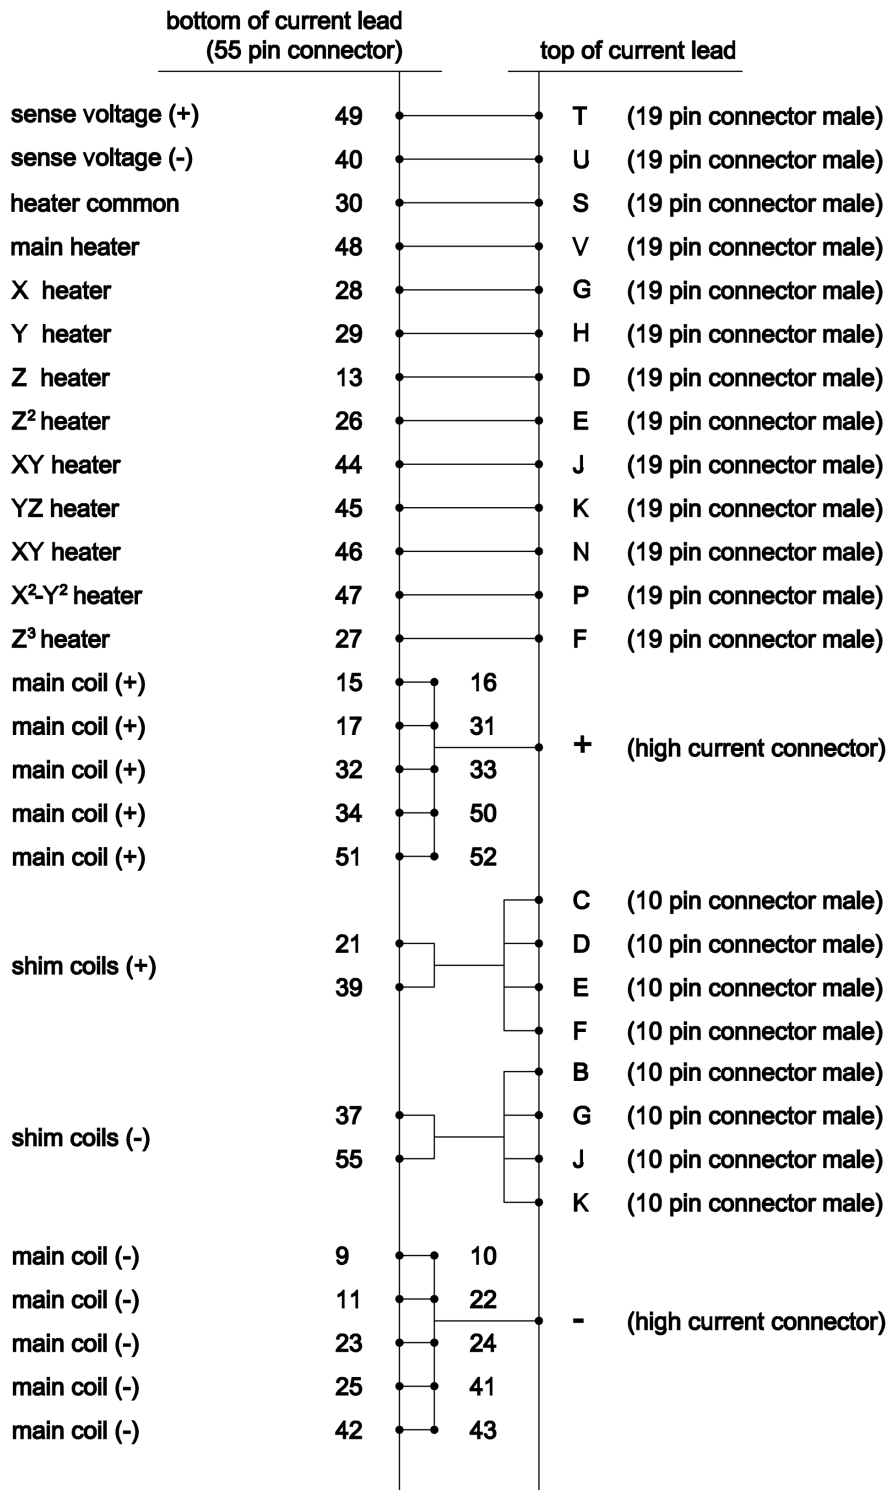 bottom of current lead
(55 pin connector)
top of current lead
sense voltage (+) 49 T (19 pin connector male)
sense voltage (-) 40 U (19 pin connector male)
heater common 30 S (19 pin connector male)
main heater 48 V (19 pin connector male)
X heater 28 G (19 pin connector male)
Y heater 29 H (19 pin connector male)
Z heater 13 D (19 pin connector male)
Z² heater 26 E (19 pin connector male)
XY heater 44 J (19 pin connector male)
YZ heater 45 K (19 pin connector male)
XY heater 46 N (19 pin connector male)
X²-Y² heater 47 P (19 pin connector male)
Z³ heater 27 F (19 pin connector male)
main coil (+) 15 16
main coil (+) 17 31
+ (high current connector)
main coil (+) 32 33
main coil (+) 34 50
main coil (+) 51 52
C (10 pin connector male)
21 D (10 pin connector male)
shim coils (+)
39 E (10 pin connector male)
F (10 pin connector male)
B (10 pin connector male)
37 G (10 pin connector male)
shim coils (-)
55 J (10 pin connector male)
K (10 pin connector male)
main coil (-) 9 10
main coil (-) 11 22
- (high current connector)
main coil (-) 23 24
main coil (-) 25 41
main coil (-) 42 43